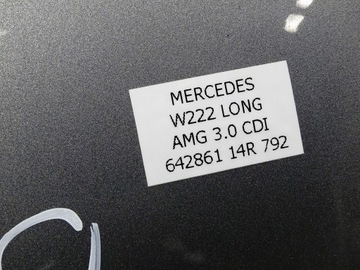 MERCEDES
W222 LONG
AMG 3.0 CDI
642861 14R 792